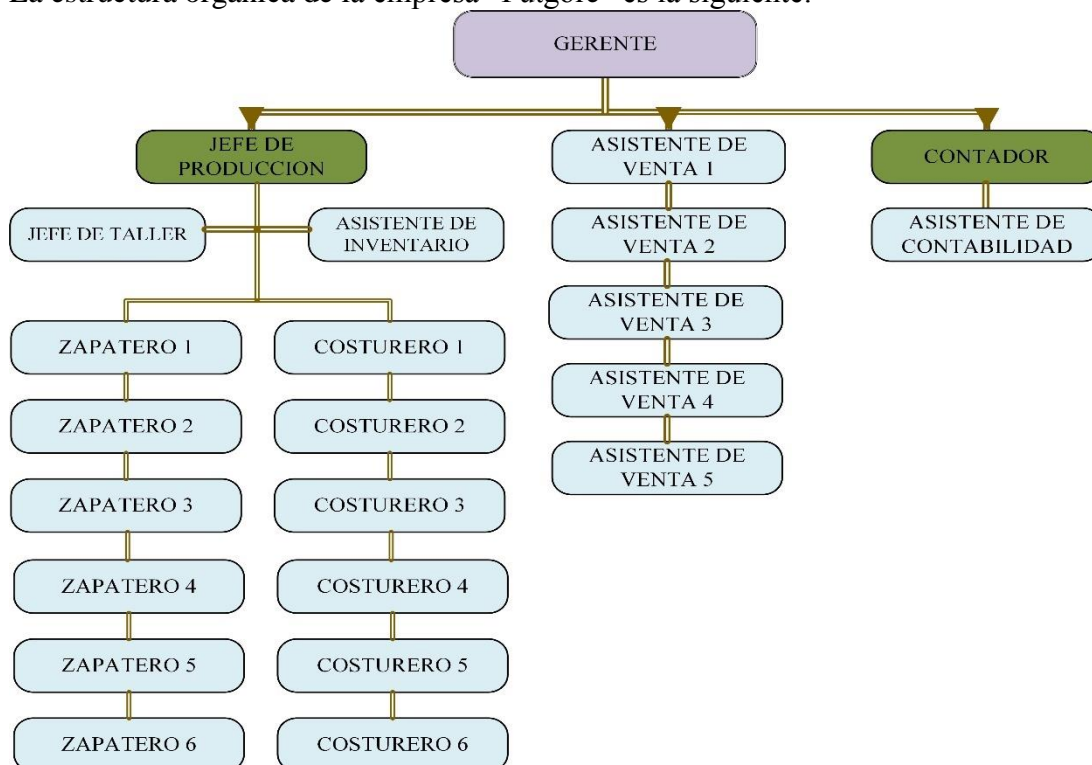 La estructura orgánica de la empresa "Futgole" es la siguiente:
GERENTE
JEFE DE
PRODUCCION
ASISTENTE DE
VENTA 1
CONTADOR
JEFE DE TALLER
ASISTENTE DE
INVENTARIO
ASISTENTE DE
VENTA 2
ASISTENTE DE
CONTABILIDAD
ASISTENTE DE
VENTA 3
ZAPATERO 1
COSTURERO 1
ASISTENTE DE
VENTA 4
ZAPATERO 2
COSTURERO 2
ASISTENTE DE
VENTA 5
ZAPATERO 3
COSTURERO 3
ZAPATERO 4
COSTURERO 4
ZAPATERO 5
COSTURERO 5
ZAPATERO 6
COSTURERO 6